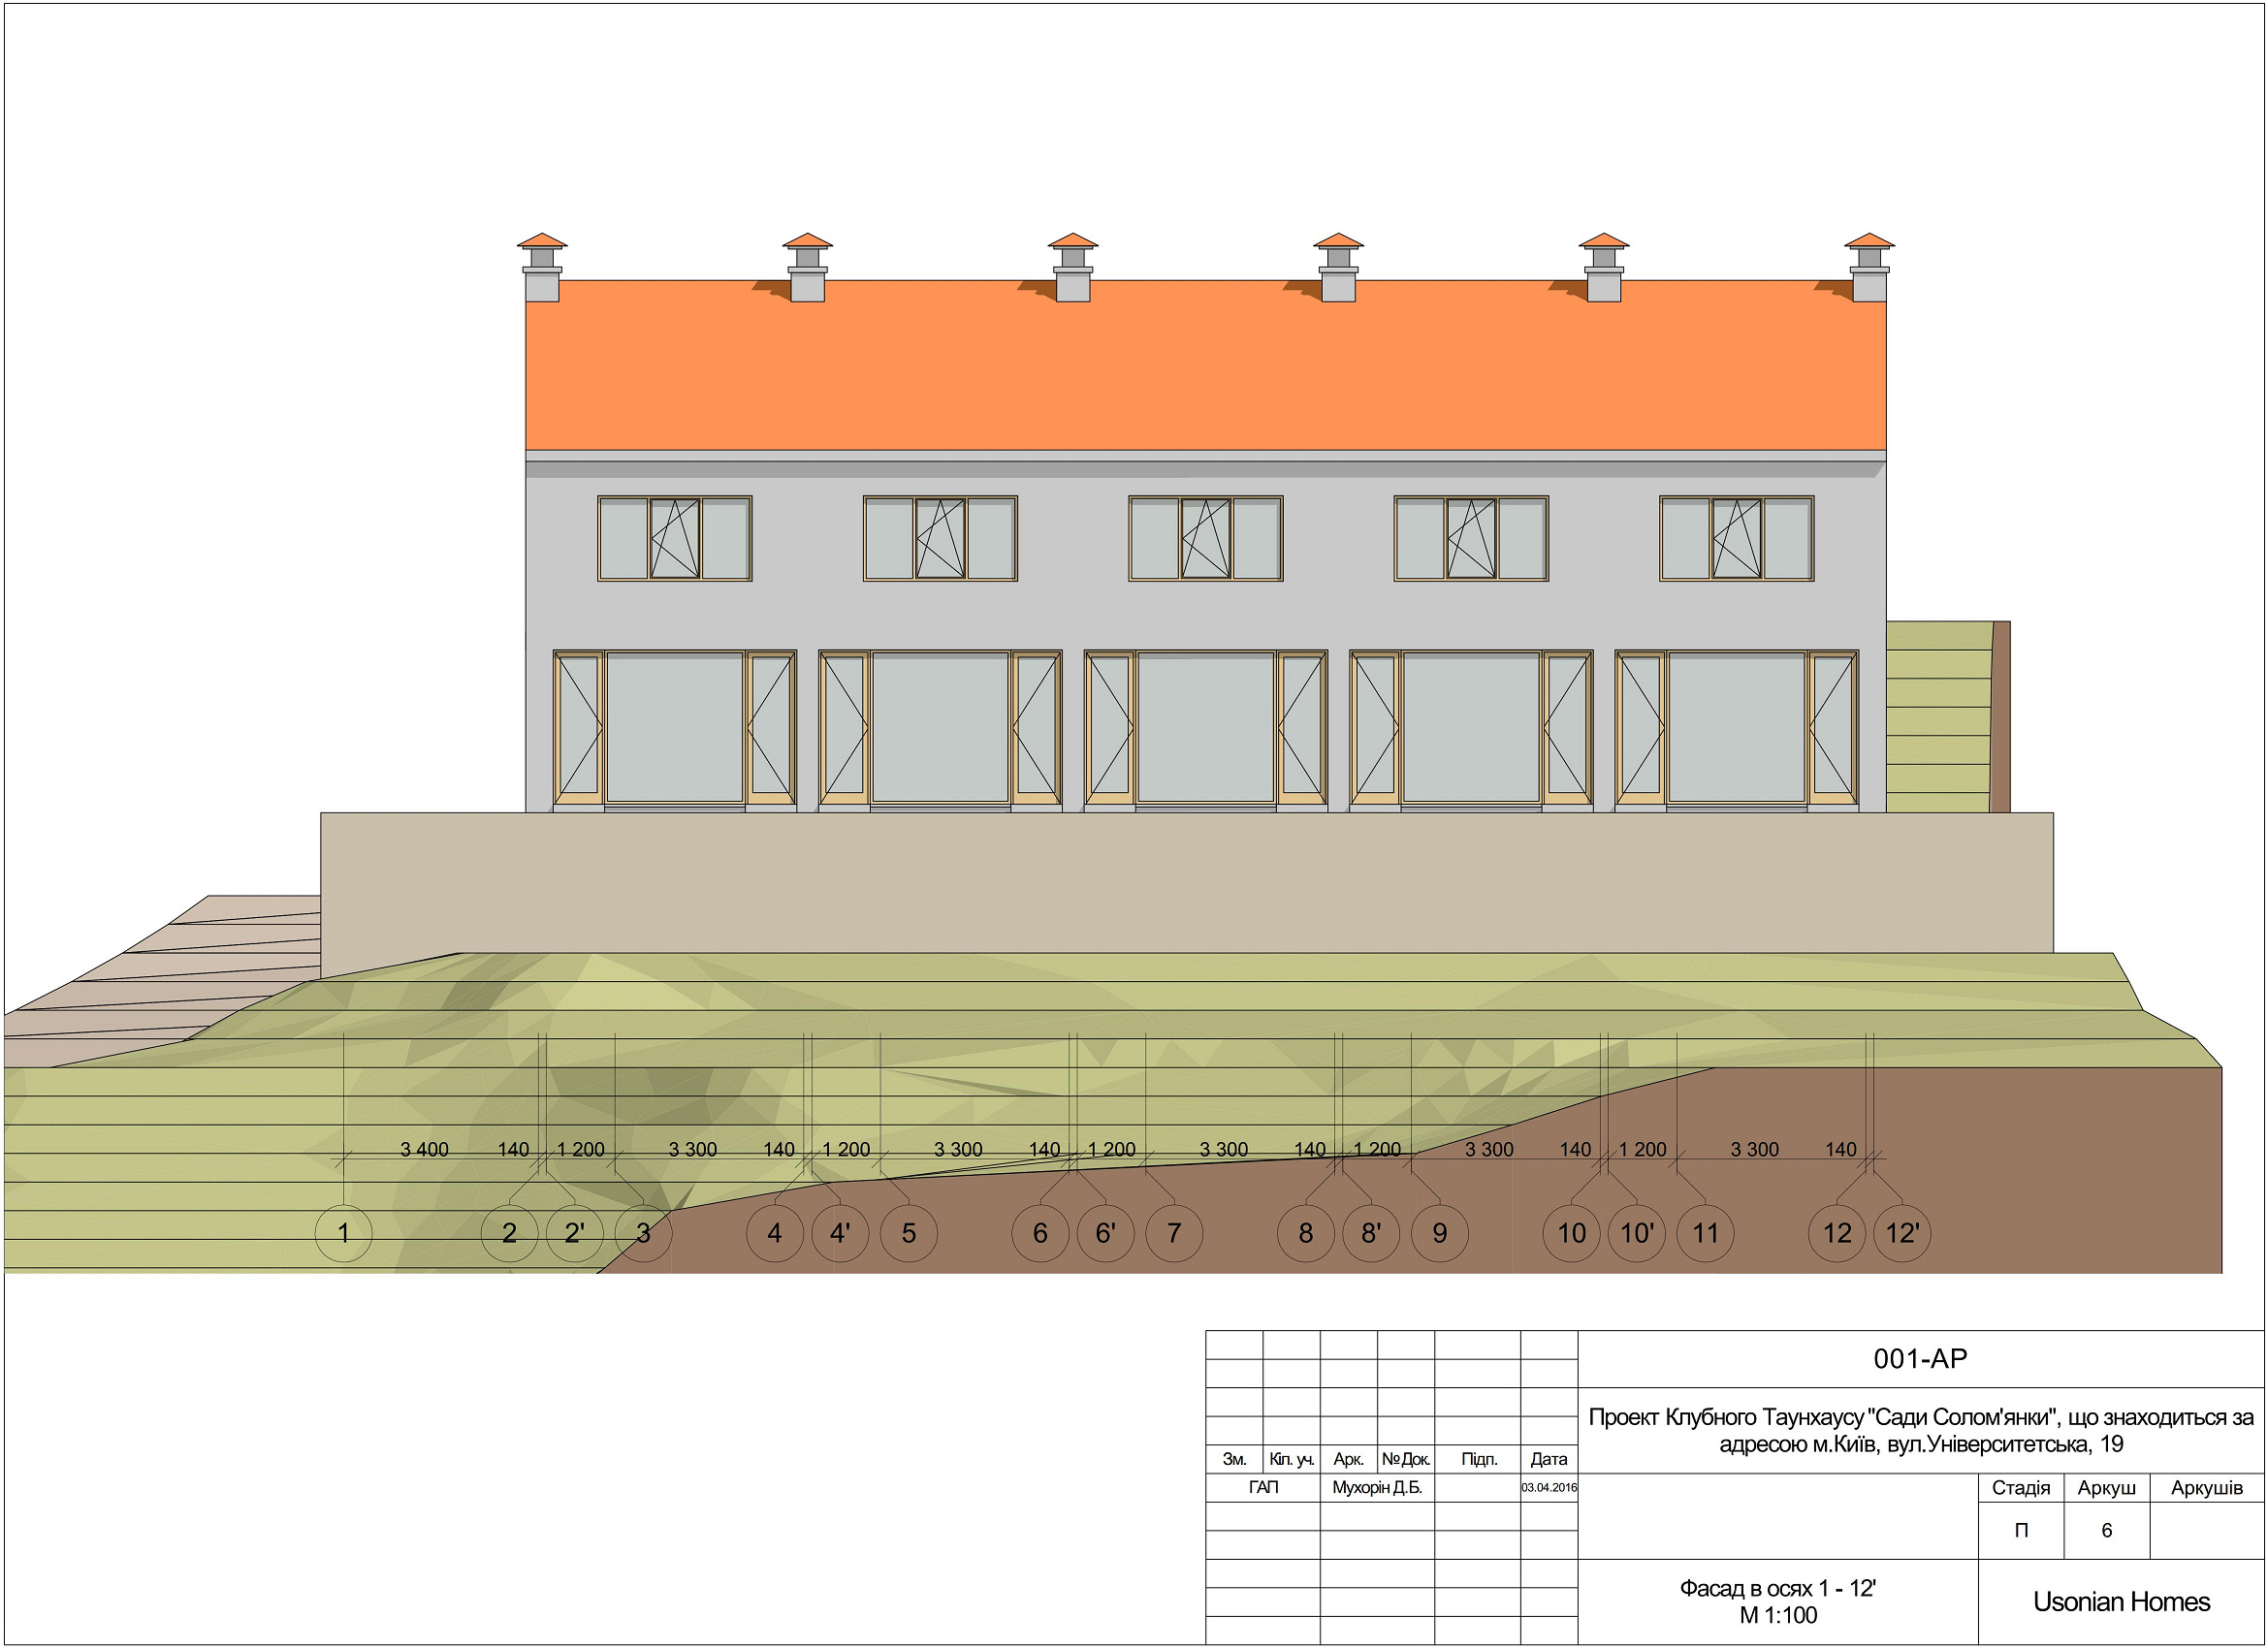 3 400 140 1 200 3 300 140 1 200 3 300 140 1 200 3 300 140 1 200 3 300 140 1 200 3 300 140
1 2 2' 3 4 4' 5 6 6' 7 8 8' 9 10 10' 11 12 12'
001-АР
Проект Клубного Таунхаусу "Сади Солом'янки", що знаходиться за
адресою м.Київ, вул.Університетська, 19
Зм. Кіл. уч. Арк. №Док. Підп. Дата
ГАП Мухорін Д.Б. 03.04.2016
Стадія Аркуш Аркушів
П 6
Фасад в осях 1 - 12'
М 1:100
Usonian Homes